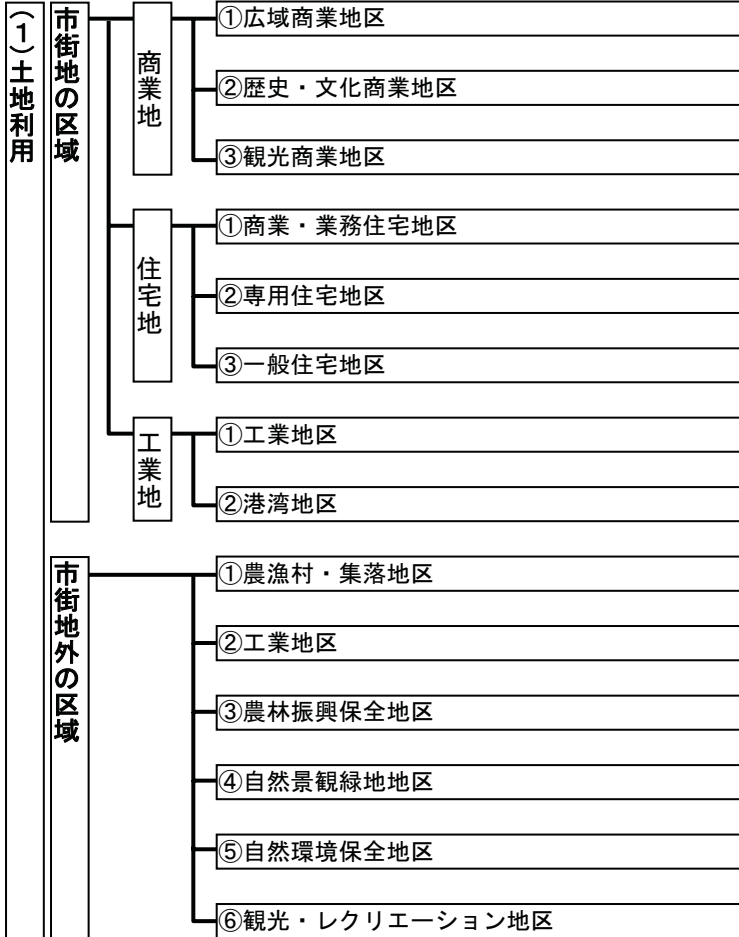 (1)土地利用
市街地の区域
商業地
①広域商業地区
②歴史・文化商業地区
③観光商業地区
住宅地
①商業・業務住宅地区
②専用住宅地区
③一般住宅地区
工業地
①工業地区
②港湾地区
市街地外の区域
①農漁村・集落地区
②工業地区
③農林振興保全地区
④自然景観緑地地区
⑤自然環境保全地区
⑥観光・レクリエーション地区